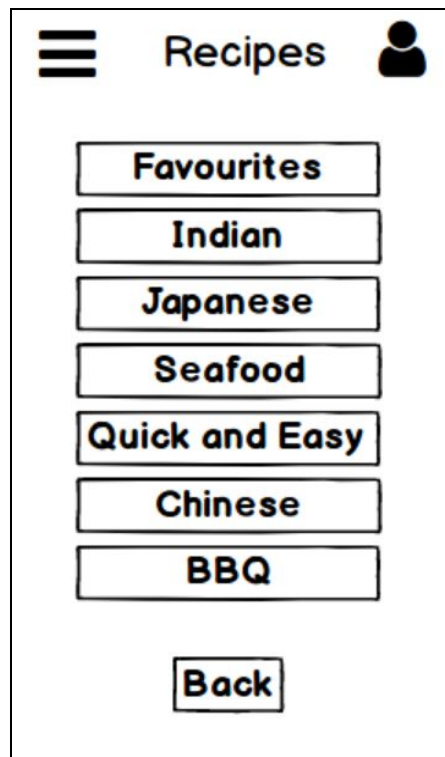 Recipes
Favourites
Indian
Japanese
Seafood
Quick and Easy
Chinese
BBQ
Back